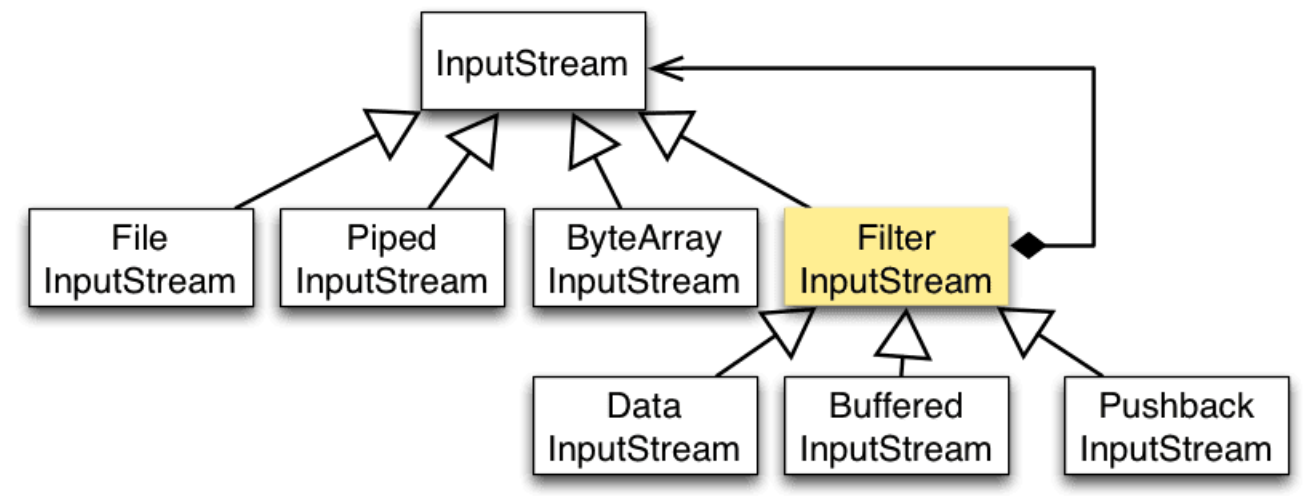 InputStream
File
InputStream
Piped
InputStream
ByteArray
InputStream
Filter
InputStream
Data
InputStream
Buffered
InputStream
Pushback
InputStream